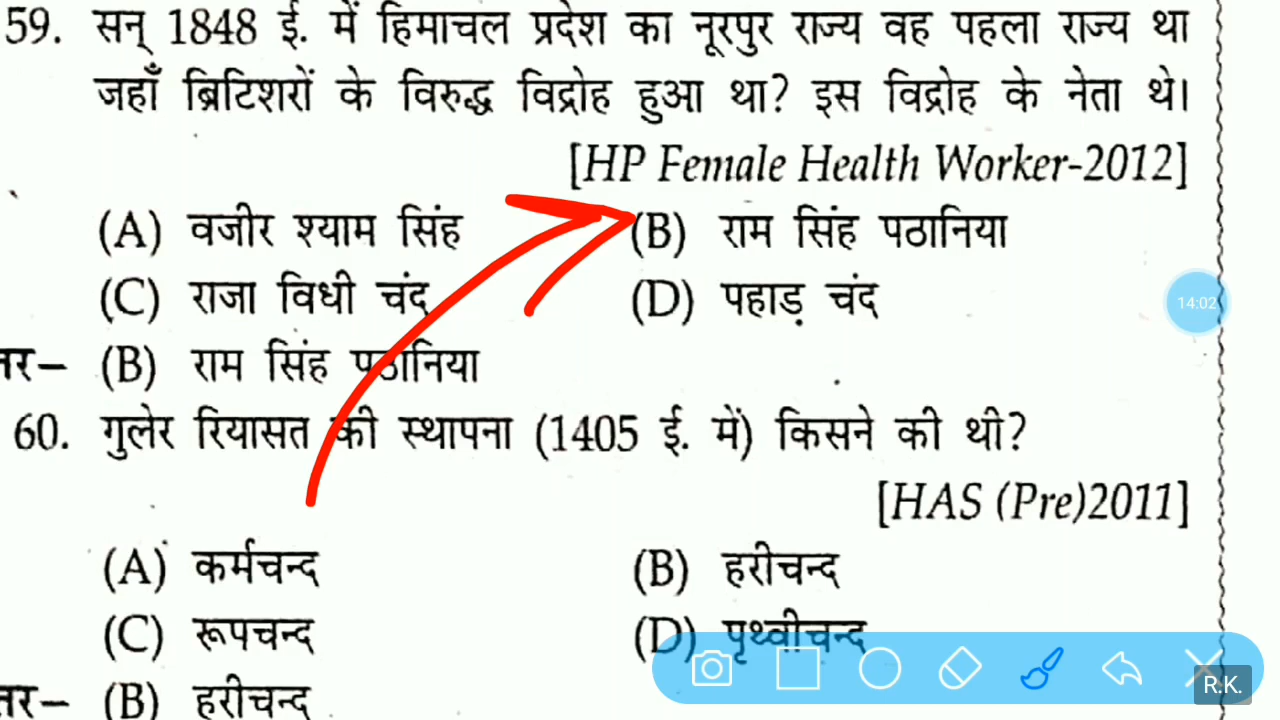 59. सन् 1848 ई. में हिमाचल प्रदेश का नूरपुर राज्य वह पहला राज्य था
जहाँ ब्रिटिशरों के विरुद्ध विद्रोह हुआ था? इस विद्रोह के नेता थे।
[HP Female Health Worker-2012]
(A) वजीर श्याम सिंह (B) राम सिंह पठानिया
(C) राजा विधी चंद (D) पहाड़ चंद
14:02
तर– (B) राम सिंह पठानिया
60. गुलेर रियासत की स्थापना (1405 ई. में) किसने की थी?
[HAS (Pre)2011]
(A) कर्मचन्द (B) हरीचन्द
(C) रूपचन्द (D) पृथ्वीचन्द
तर– (B) हरीचन्द
R.K.